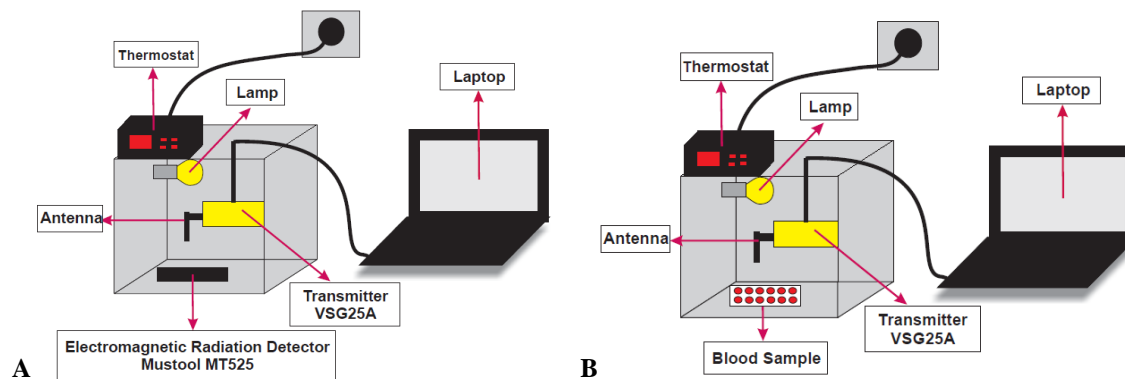 Thermostat
Lamp
Laptop
Antenna
Transmitter
VSG25A
Electromagnetic Radiation Detector
Mustool MT525
A
Thermostat
Lamp
Laptop
Antenna
Transmitter
VSG25A
Blood Sample
B